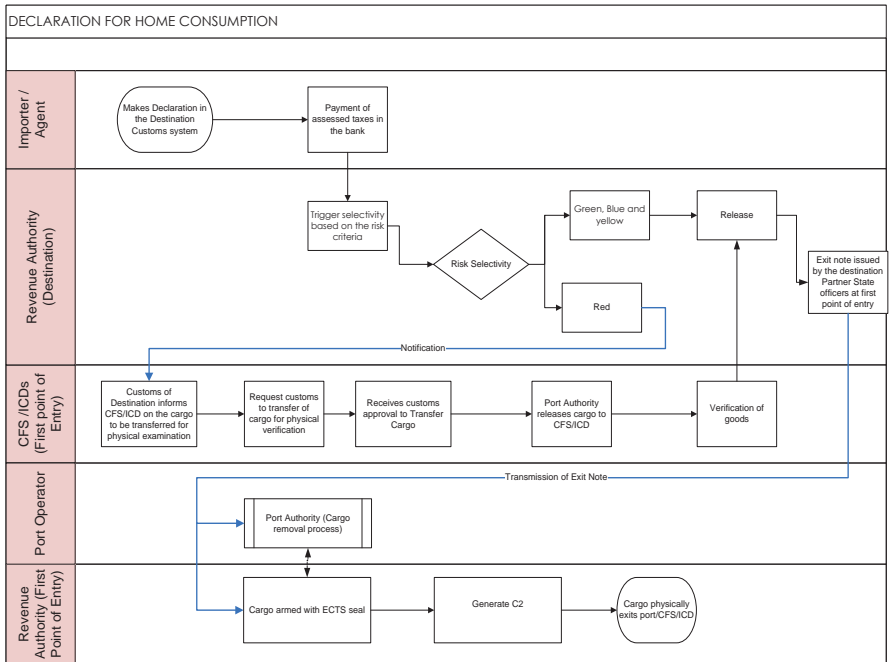 DECLARATION FOR HOME CONSUMPTION
Importer /
Agent
Makes Declaration in
the Destination
Customs system
Payment of
assessed taxes in
the bank
Revenue Authority
(Destination)
Trigger selectivity
based on the risk
criteria
Risk Selectivity
Green, Blue and
yellow
Release
Exit note issued
by the destination
Partner State
officers at first
point of entry
Red
Notification
CFS /ICDs
(First point of
Entry)
Customs of
Destination informs
CFS/ICD on the cargo
to be transferred for
physical examination
Request customs
to transfer of
cargo for physical
verification
Receives customs
approval to Transfer
Cargo
Port Authority
releases cargo to
CFS/ICD
Verification of
goods
Port Operator
Transmission of Exit Note
Port Authority (Cargo
removal process)
Revenue
Authority (First
Point of Entry)
Cargo armed with ECTS seal
Generate C2
Cargo physically
exits port/CFS/ICD